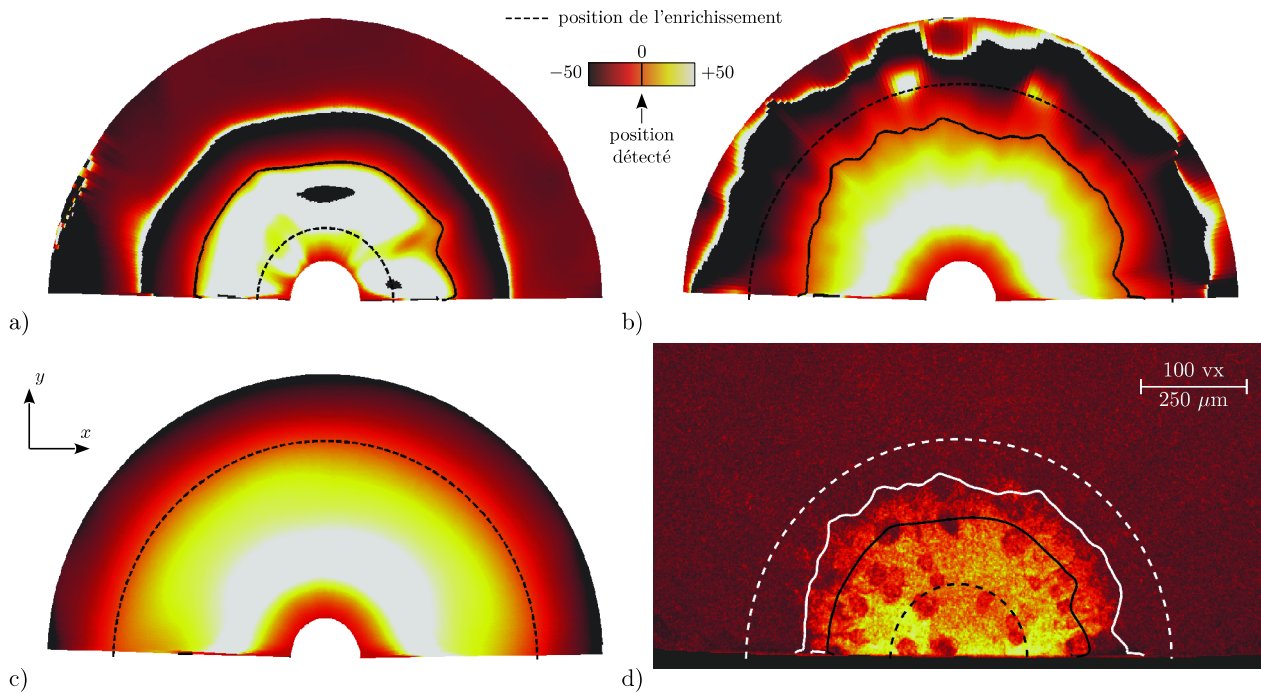 position de l'enrichissement
0
−50
+50
position
détecté
a)
b)
y
x
100 vx
250 μm
c)
d)